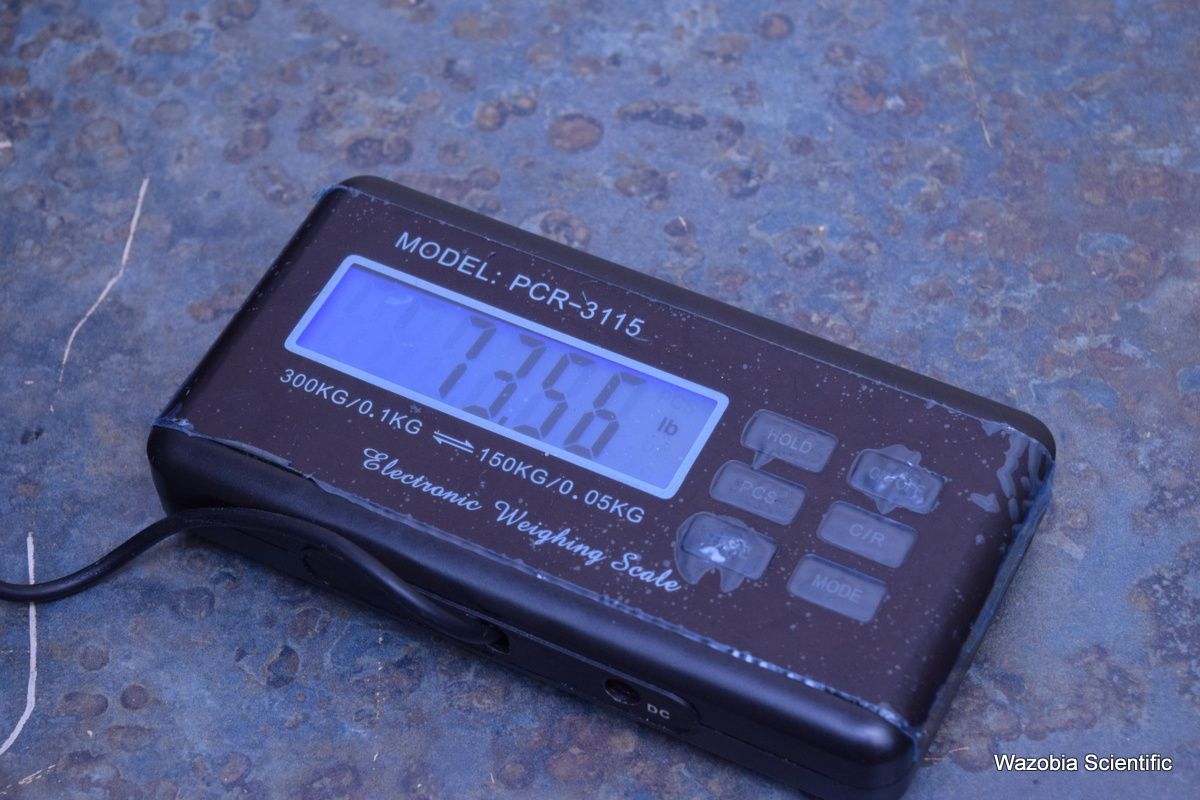 MODEL: PCR-3115
73.56
lb
300KG/0.1KG ⇌ 150KG/0.05KG
Electronic Weighing Scale
HOLD
PCS
C/R
MODE
DC
Wazobia Scientific